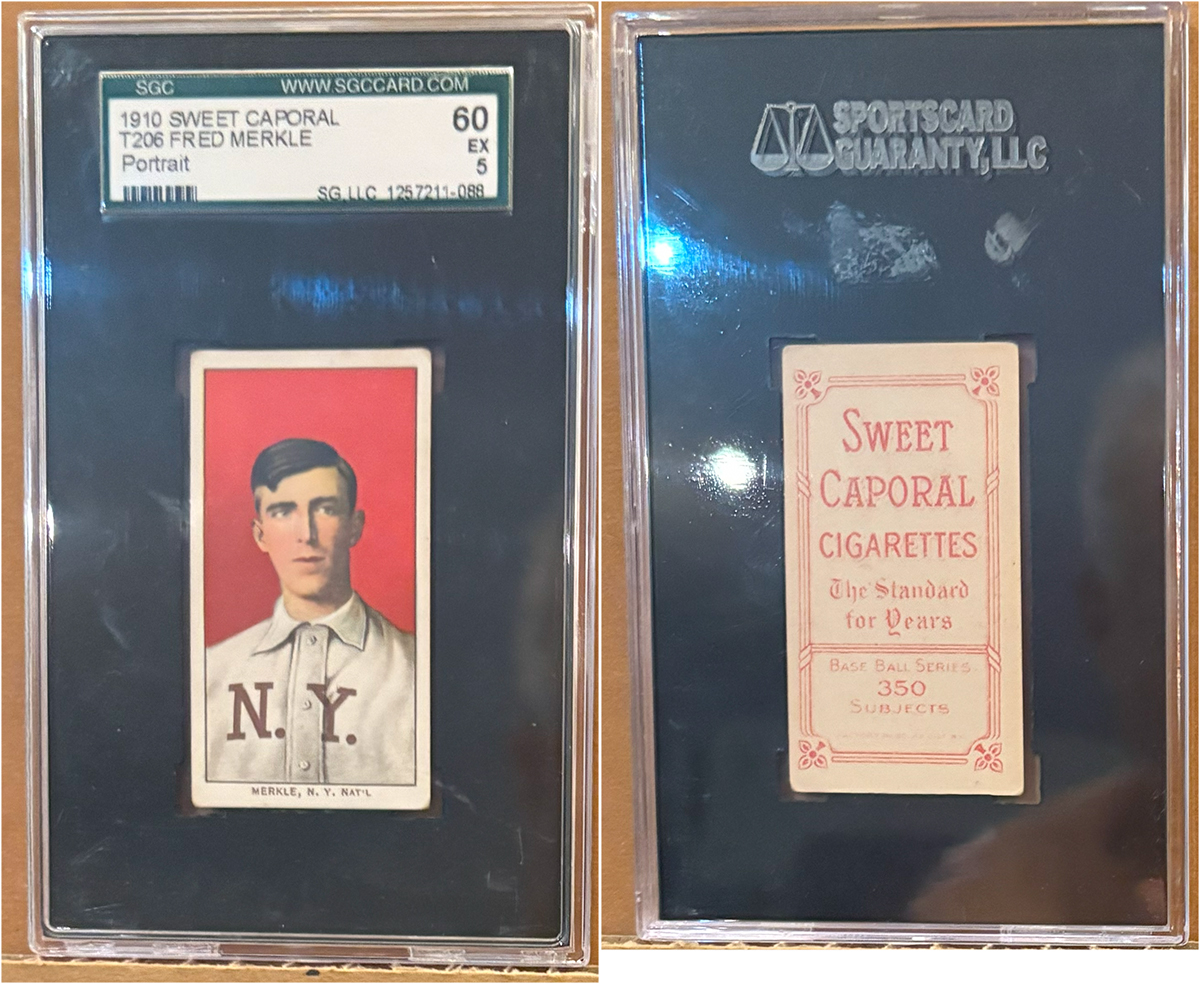 SGC WWW.SGCCARD.COM
1910 SWEET CAPORAL 60
T206 FRED MERKLE EX
Portrait 5
SG, LLC 1257211-088
N. Y.
MERKLE, N. Y. NAT'L
SPORTSCARD
GUARANTY, LLC
SWEET
CAPORAL
CIGARETTES
The Standard
for Years
BASE BALL SERIES
350
SUBJECTS